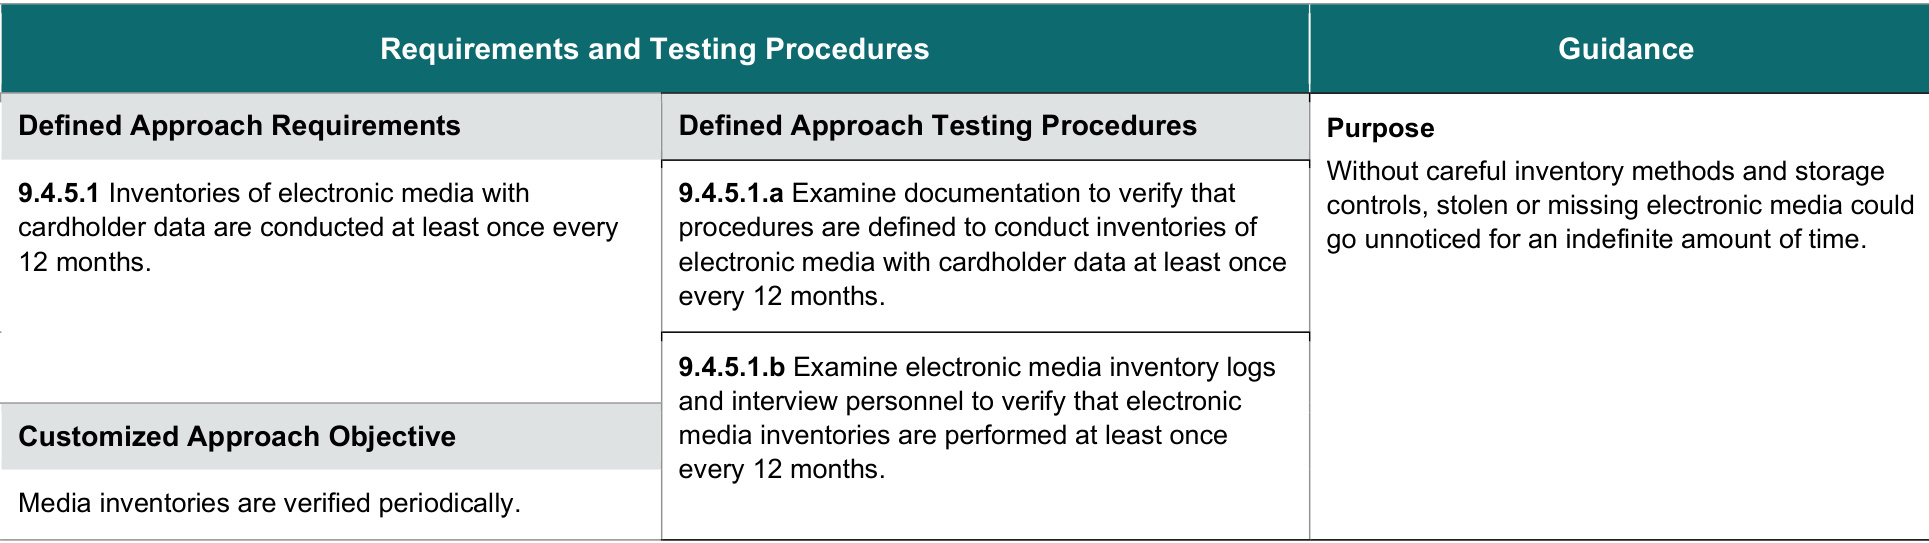 Requirements and Testing Procedures
Guidance
Defined Approach Requirements
9.4.5.1 Inventories of electronic media with
cardholder data are conducted at least once every
12 months.
Customized Approach Objective
Media inventories are verified periodically.
Defined Approach Testing Procedures
9.4.5.1.a Examine documentation to verify that
procedures are defined to conduct inventories of
electronic media with cardholder data at least once
every 12 months.
9.4.5.1.b Examine electronic media inventory logs
and interview personnel to verify that electronic
media inventories are performed at least once
every 12 months.
Purpose
Without careful inventory methods and storage
controls, stolen or missing electronic media could
go unnoticed for an indefinite amount of time.